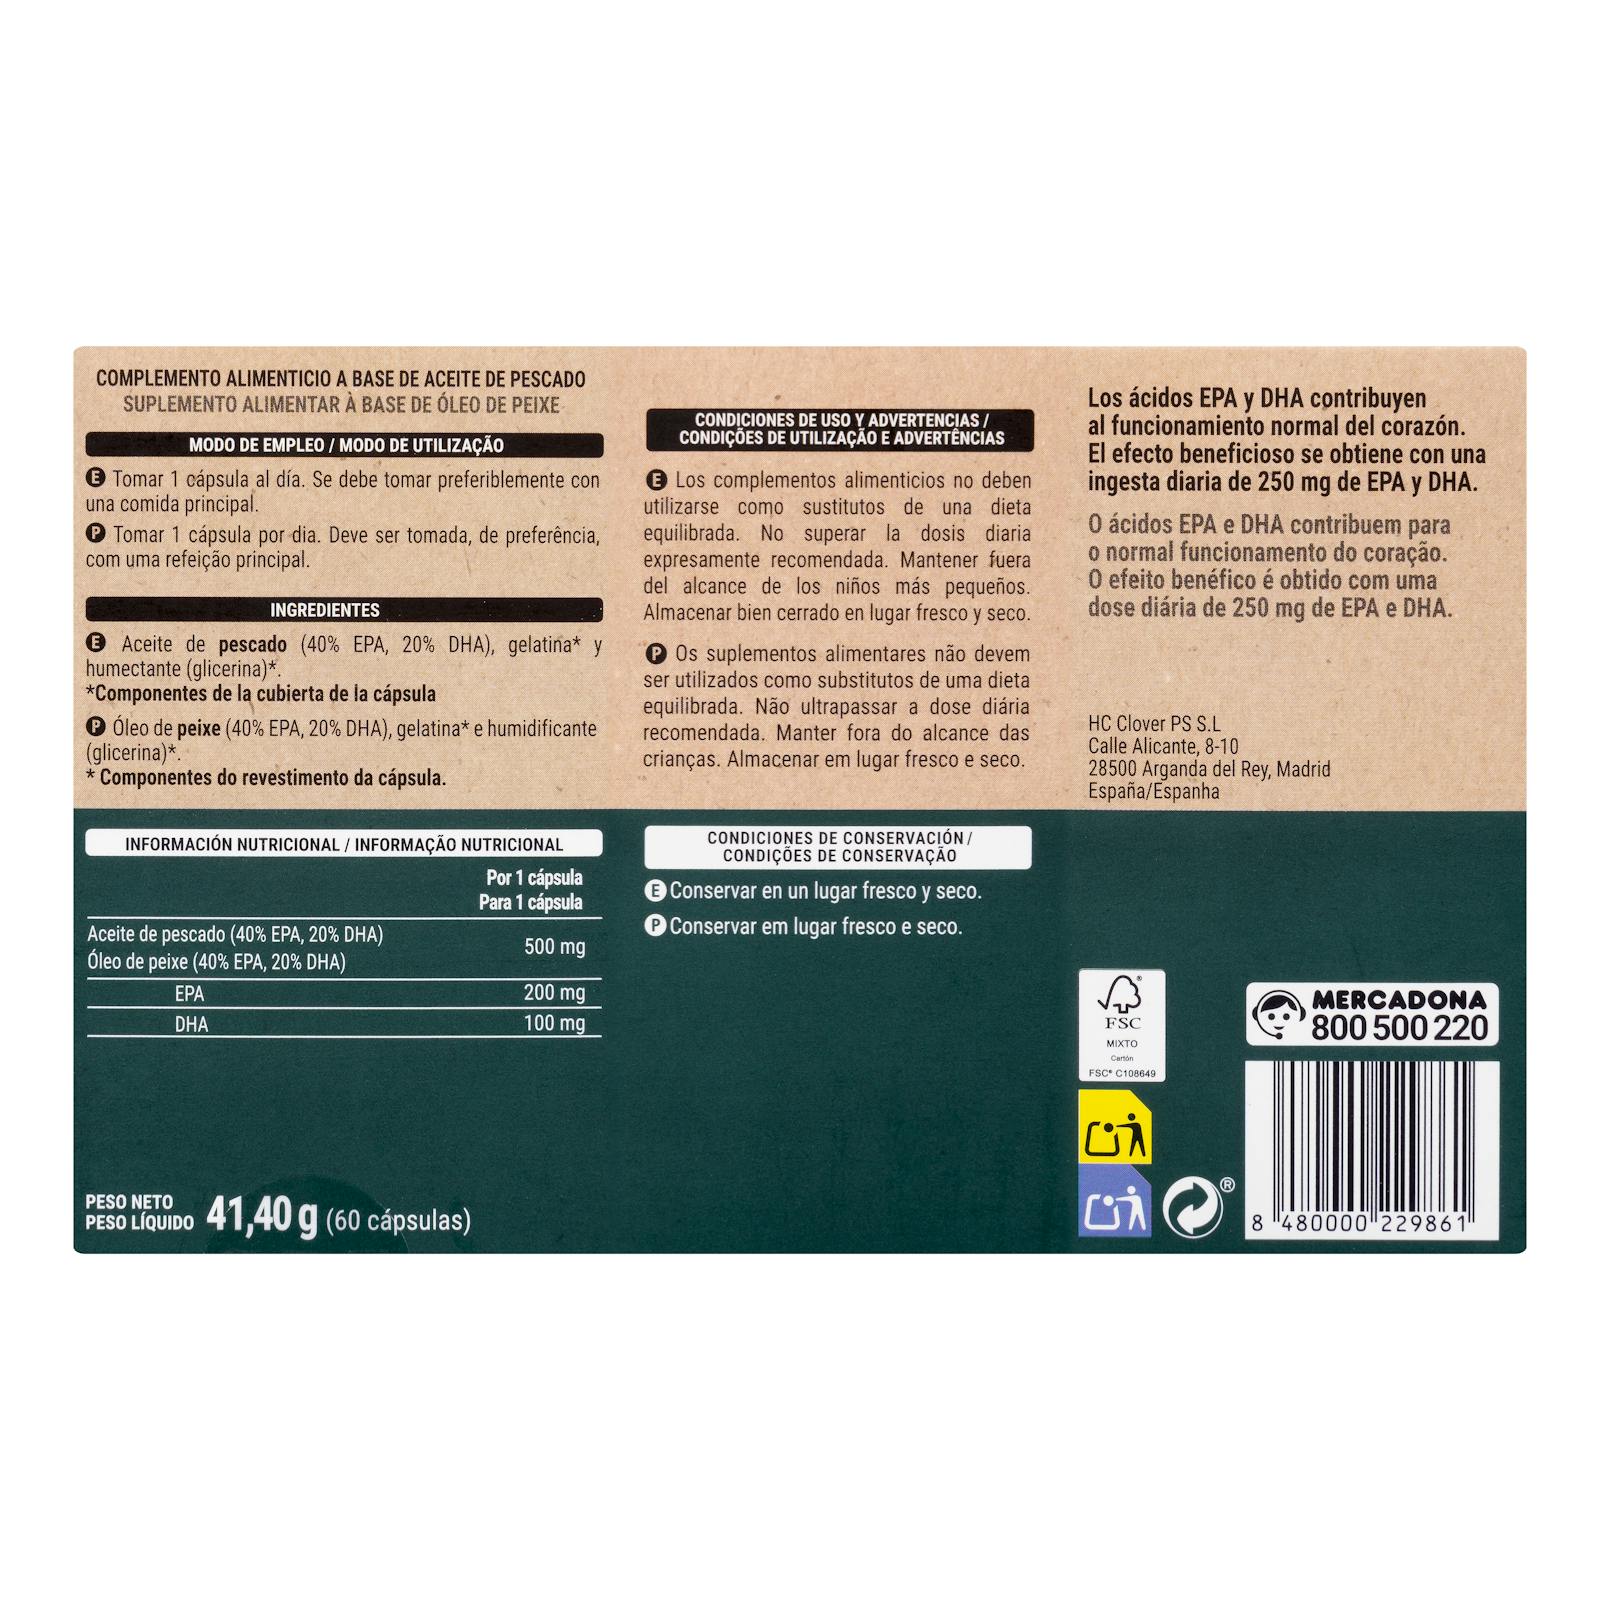 COMPLEMENTO ALIMENTICIO A BASE DE ACEITE DE PESCADO
SUPLEMENTO ALIMENTAR À BASE DE ÓLEO DE PEIXE
MODO DE EMPLEO / MODO DE UTILIZAÇÃO
E Tomar 1 cápsula al día. Se debe tomar preferiblemente con
una comida principal.
P Tomar 1 cápsula por dia. Deve ser tomada, de preferência,
com uma refeição principal.
INGREDIENTES
E Aceite de pescado (40% EPA, 20% DHA), gelatina* y
humectante (glicerina)*.
*Componentes de la cubierta de la cápsula
P Óleo de peixe (40% EPA, 20% DHA), gelatina* e humidificante
(glicerina)*.
* Componentes do revestimento da cápsula.
INFORMACIÓN NUTRICIONAL / INFORMAÇÃO NUTRICIONAL
Por 1 cápsula
Para 1 cápsula
Aceite de pescado (40% EPA, 20% DHA)
Óleo de peixe (40% EPA, 20% DHA)
500 mg
EPA 200 mg
DHA 100 mg
PESO NETO
PESO LÍQUIDO
41,40 g (60 cápsulas)
CONDICIONES DE USO Y ADVERTENCIAS /
CONDIÇÕES DE UTILIZAÇÃO E ADVERTÊNCIAS
E Los complementos alimenticios no deben
utilizarse como sustitutos de una dieta
equilibrada. No superar la dosis diaria
expresamente recomendada. Mantener fuera
del alcance de los niños más pequeños.
Almacenar bien cerrado en lugar fresco y seco.
P Os suplementos alimentares não devem
ser utilizados como substitutos de uma dieta
equilibrada. Não ultrapassar a dose diária
recomendada. Manter fora do alcance das
crianças. Almacenar em lugar fresco e seco.
CONDICIONES DE CONSERVACIÓN /
CONDIÇÕES DE CONSERVAÇÃO
E Conservar en un lugar fresco y seco.
P Conservar em lugar fresco e seco.
Los ácidos EPA y DHA contribuyen
al funcionamiento normal del corazón.
El efecto beneficioso se obtiene con una
ingesta diaria de 250 mg de EPA y DHA.
O ácidos EPA e DHA contribuem para
o normal funcionamento do coração.
O efeito benéfico é obtido com uma
dose diária de 250 mg de EPA e DHA.
HC Clover PS S.L
Calle Alicante, 8-10
28500 Arganda del Rey, Madrid
España/Espanha
®
FSC
MIXTO
Cartón
FSC® C108649
MERCADONA
800 500 220
®
8 480000 229861